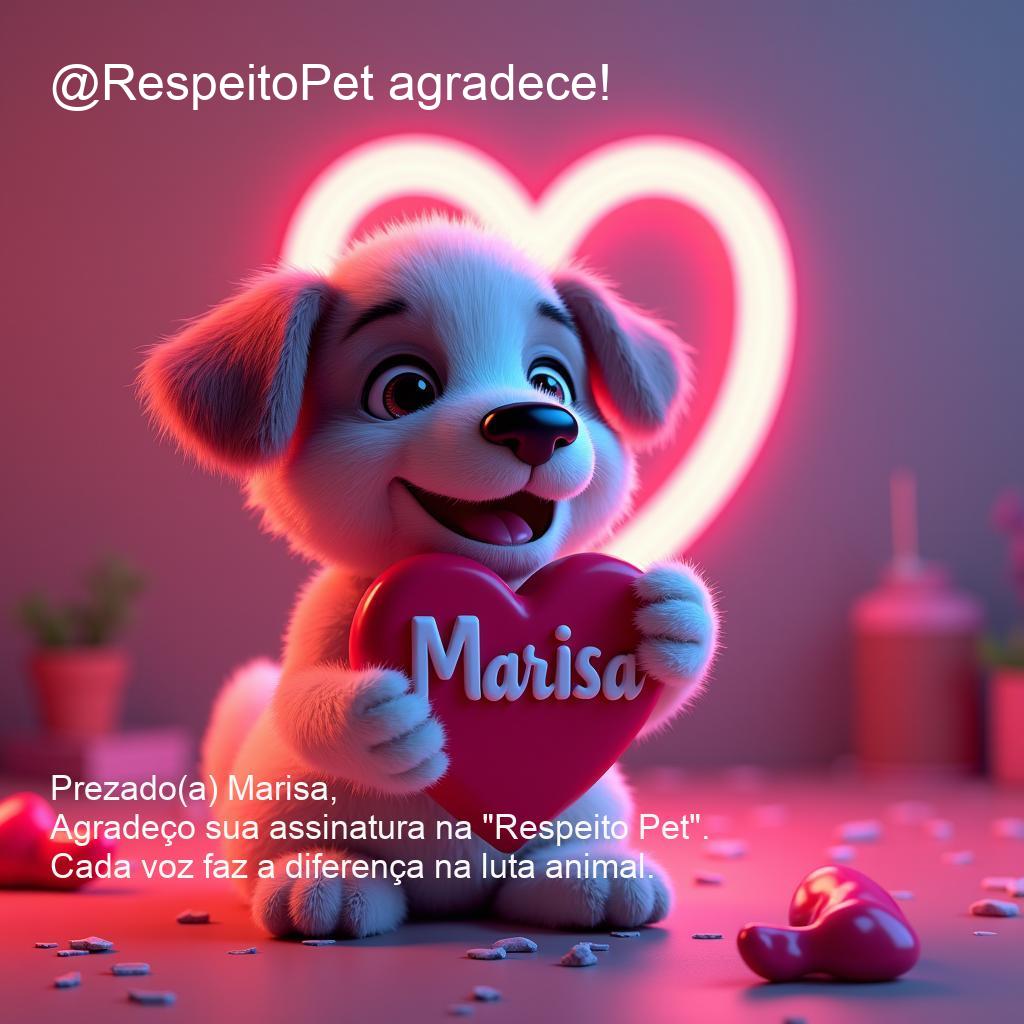 @RespeitoPet agradece!
Marisa
Prezado(a) Marisa,
Agradeço sua assinatura na "Respeito Pet".
Cada voz faz a diferença na luta animal.